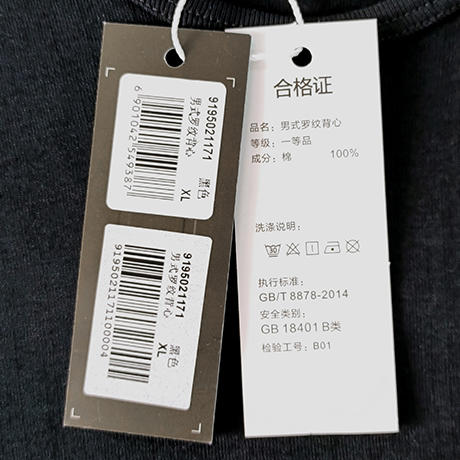 9195021171
男式罗纹背心
黑色
XL
6901042549387
9195021171
男式罗纹背心
黑色
XL
9195021171100004
合格证
品名：男式罗纹背心
等级：一等品
成分：棉 100%
洗涤说明：
30
执行标准：
GB/T 8878-2014
安全类别：
GB 18401 B类
检验工号：B01